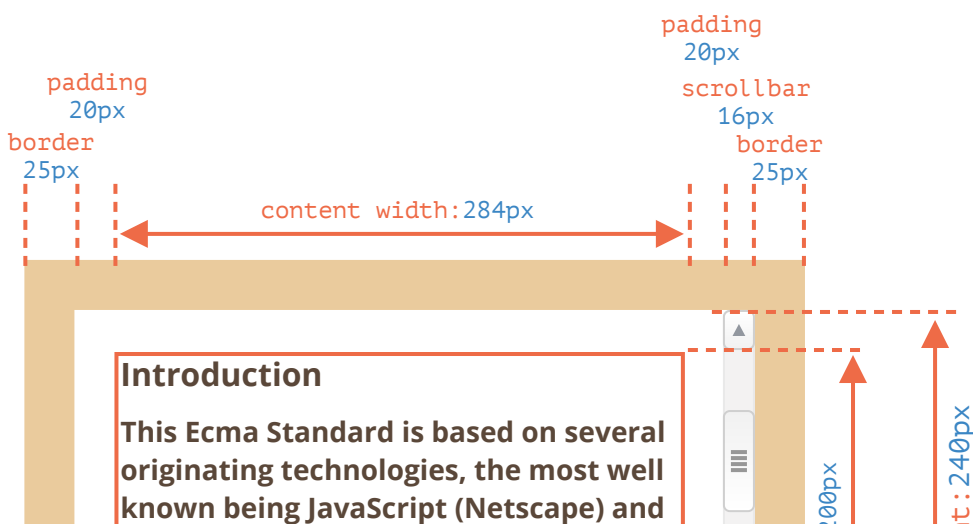 padding
20px
padding
20px
scrollbar
16px
border
25px
border
25px
content width:284px
Introduction
This Ecma Standard is based on several
originating technologies, the most well
known being JavaScript (Netscape) and
:240px